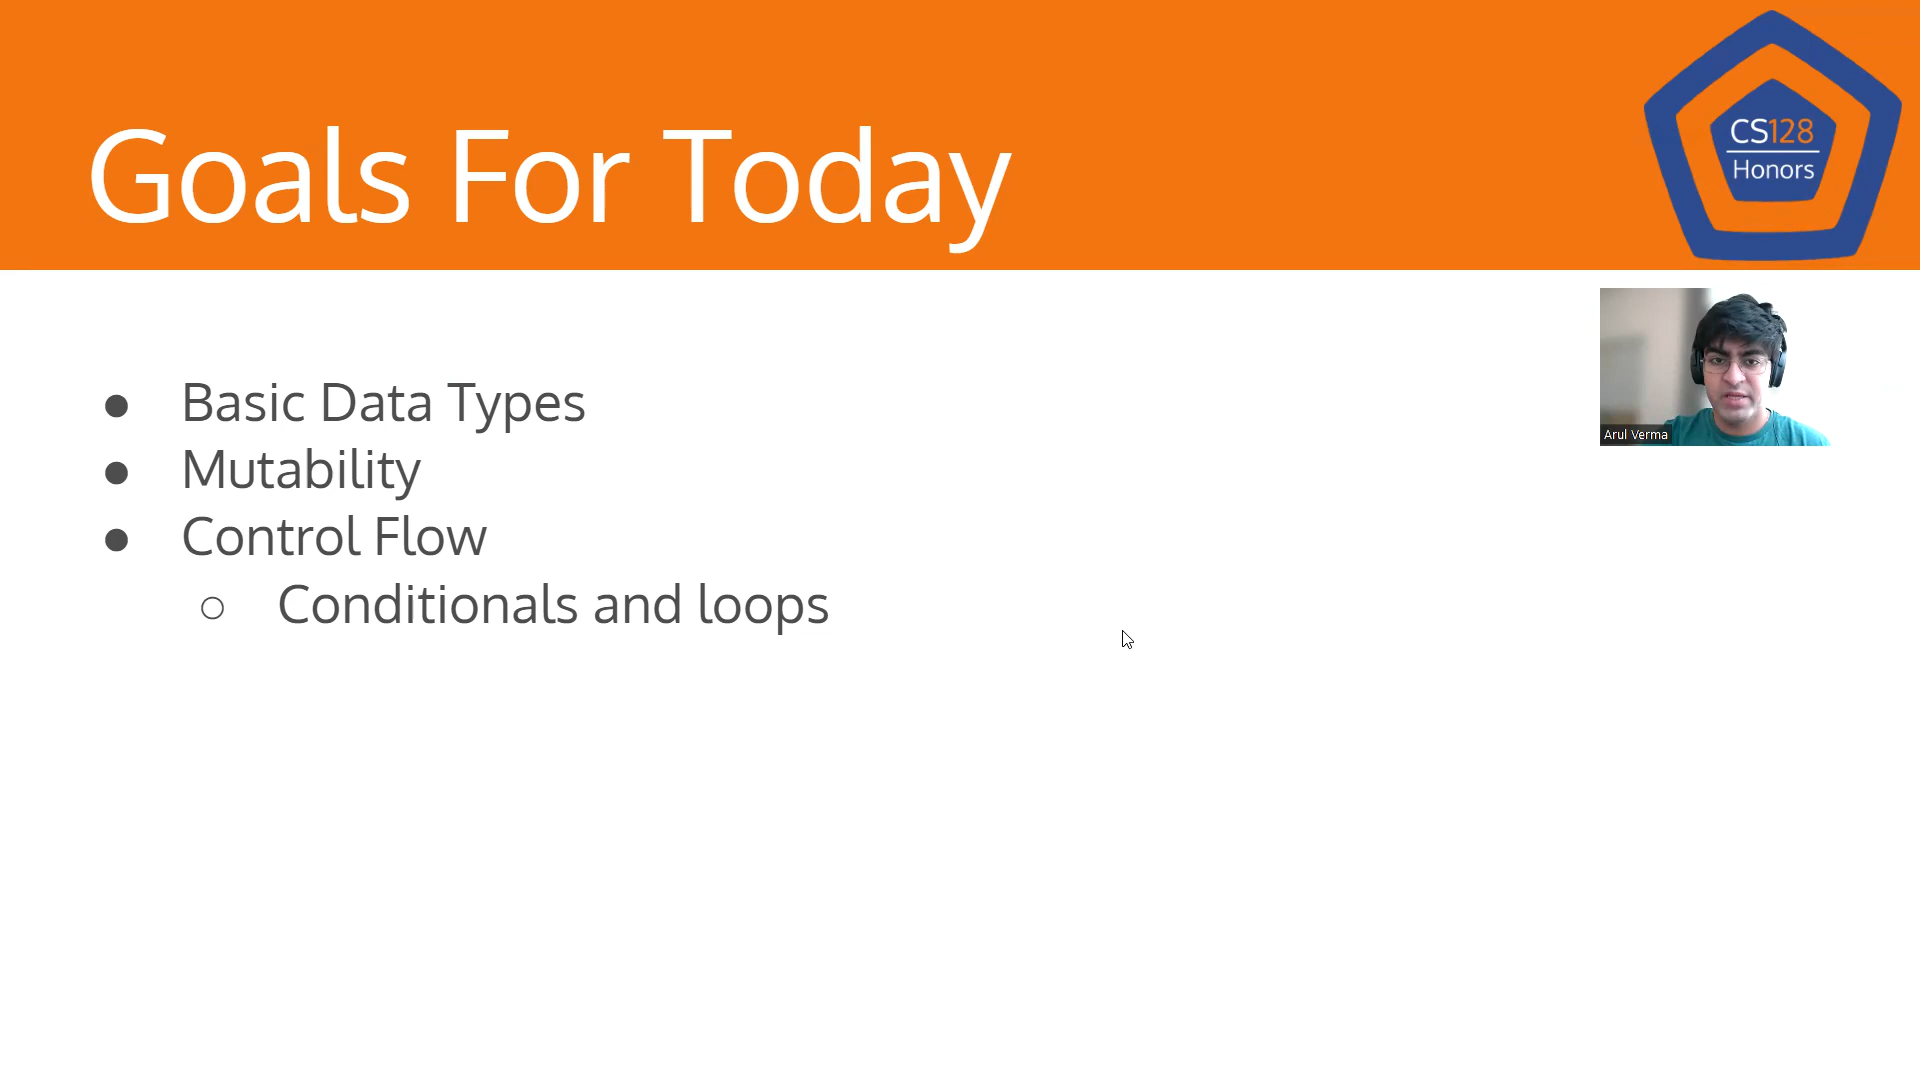 Goals For Today
CS128
Honors
Arul Verma
● Basic Data Types
● Mutability
● Control Flow
○ Conditionals and loops